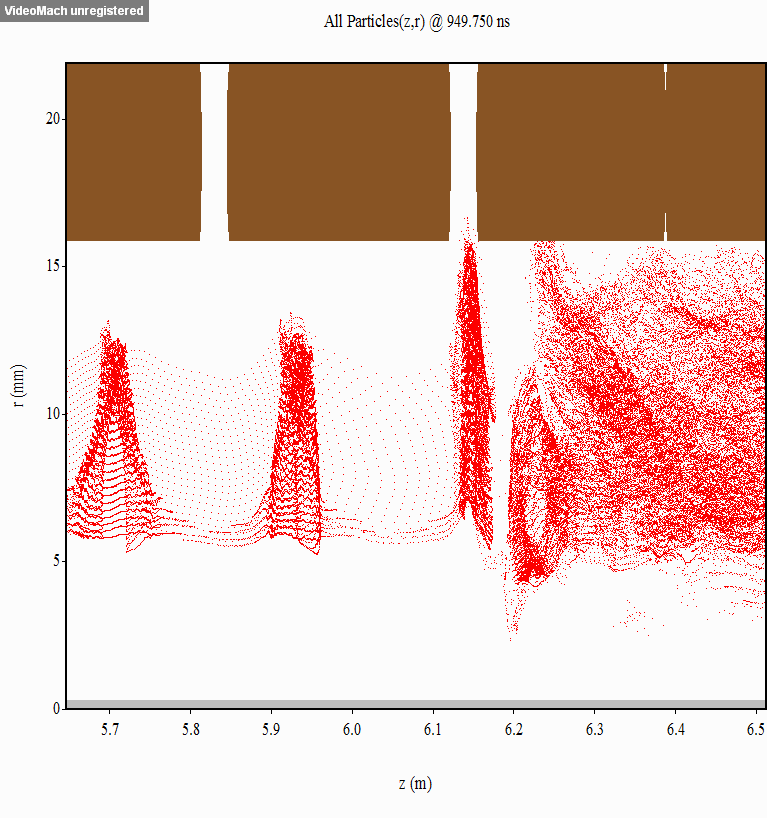 VideoMach unregistered
All Particles(z,r) @ 949.750 ns
20
15
10
5
0
r (mm)
5.7 5.8 5.9 6.0 6.1 6.2 6.3 6.4 6.5
z (m)